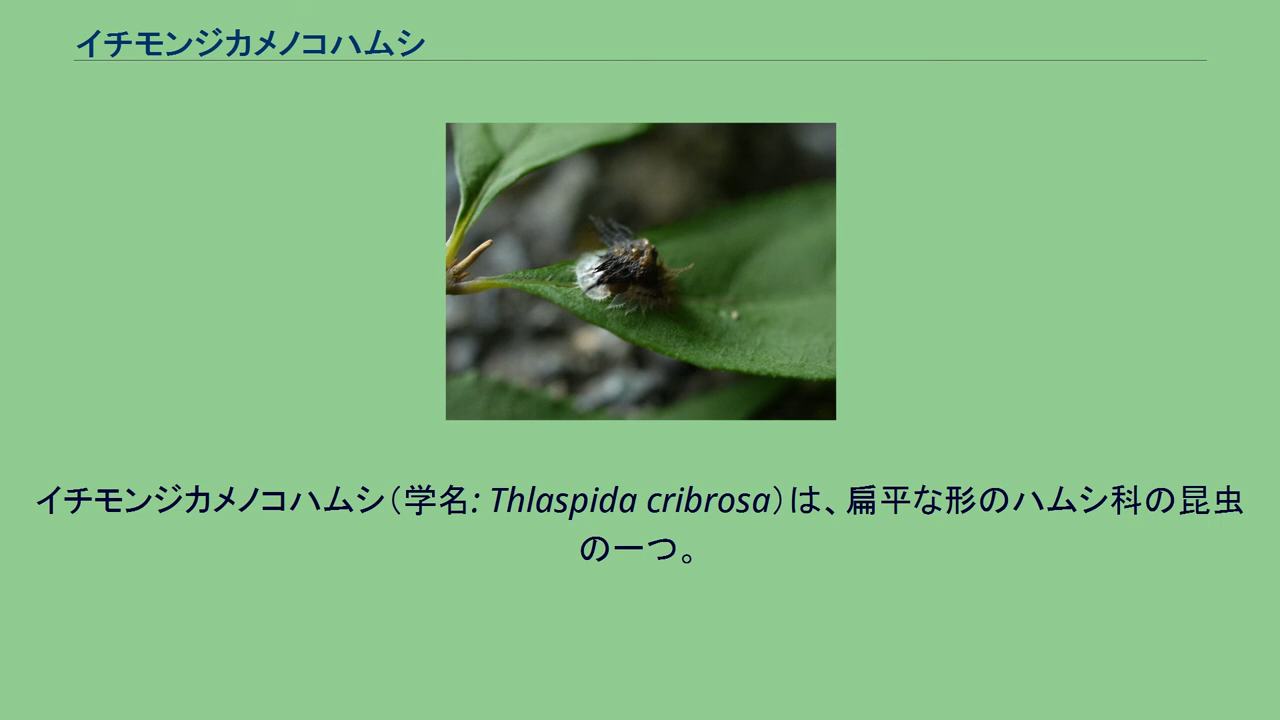 イチモンジカメノコハムシ
イチモンジカメノコハムシ（学名: Thlaspida cribrosa）は、扁平な形のハムシ科の昆虫
の一つ。